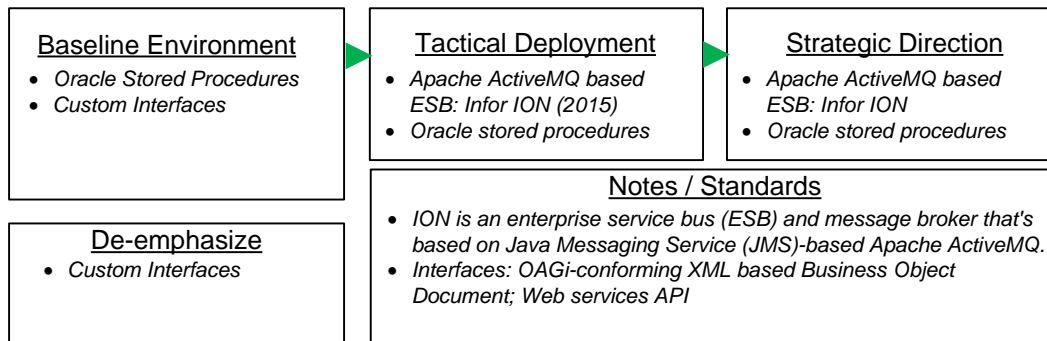 Baseline Environment
• Oracle Stored Procedures
• Custom Interfaces
Tactical Deployment
• Apache ActiveMQ based
ESB: Infor ION (2015)
• Oracle stored procedures
Strategic Direction
• Apache ActiveMQ based
ESB: Infor ION
• Oracle stored procedures
De-emphasize
• Custom Interfaces
Notes / Standards
• ION is an enterprise service bus (ESB) and message broker that's
based on Java Messaging Service (JMS)-based Apache ActiveMQ.
• Interfaces: OAGi-conforming XML based Business Object
Document; Web services API